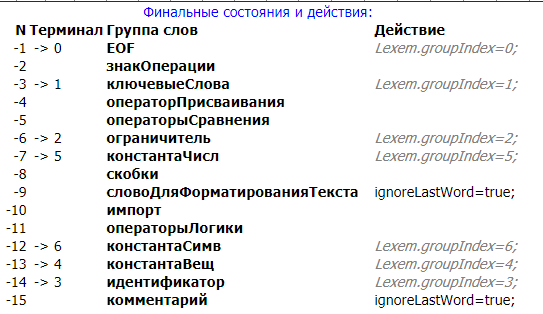 Финальные состояния и действия:
N Терминал Группа слов Действие
-1 -> 0 EOF Lexem.groupIndex=0;
-2 знакОперации
-3 -> 1 ключевыеСлова Lexem.groupIndex=1;
-4 операторПрисваивания
-5 операторыСравнения
-6 -> 2 ограничитель Lexem.groupIndex=2;
-7 -> 5 константаЧисл Lexem.groupIndex=5;
-8 скобки
-9 словоДляФорматированияТекста ignoreLastWord=true;
-10 импорт
-11 операторыЛогики
-12 -> 6 константаСимв Lexem.groupIndex=6;
-13 -> 4 константаВещ Lexem.groupIndex=4;
-14 -> 3 идентификатор Lexem.groupIndex=3;
-15 комментарий ignoreLastWord=true;